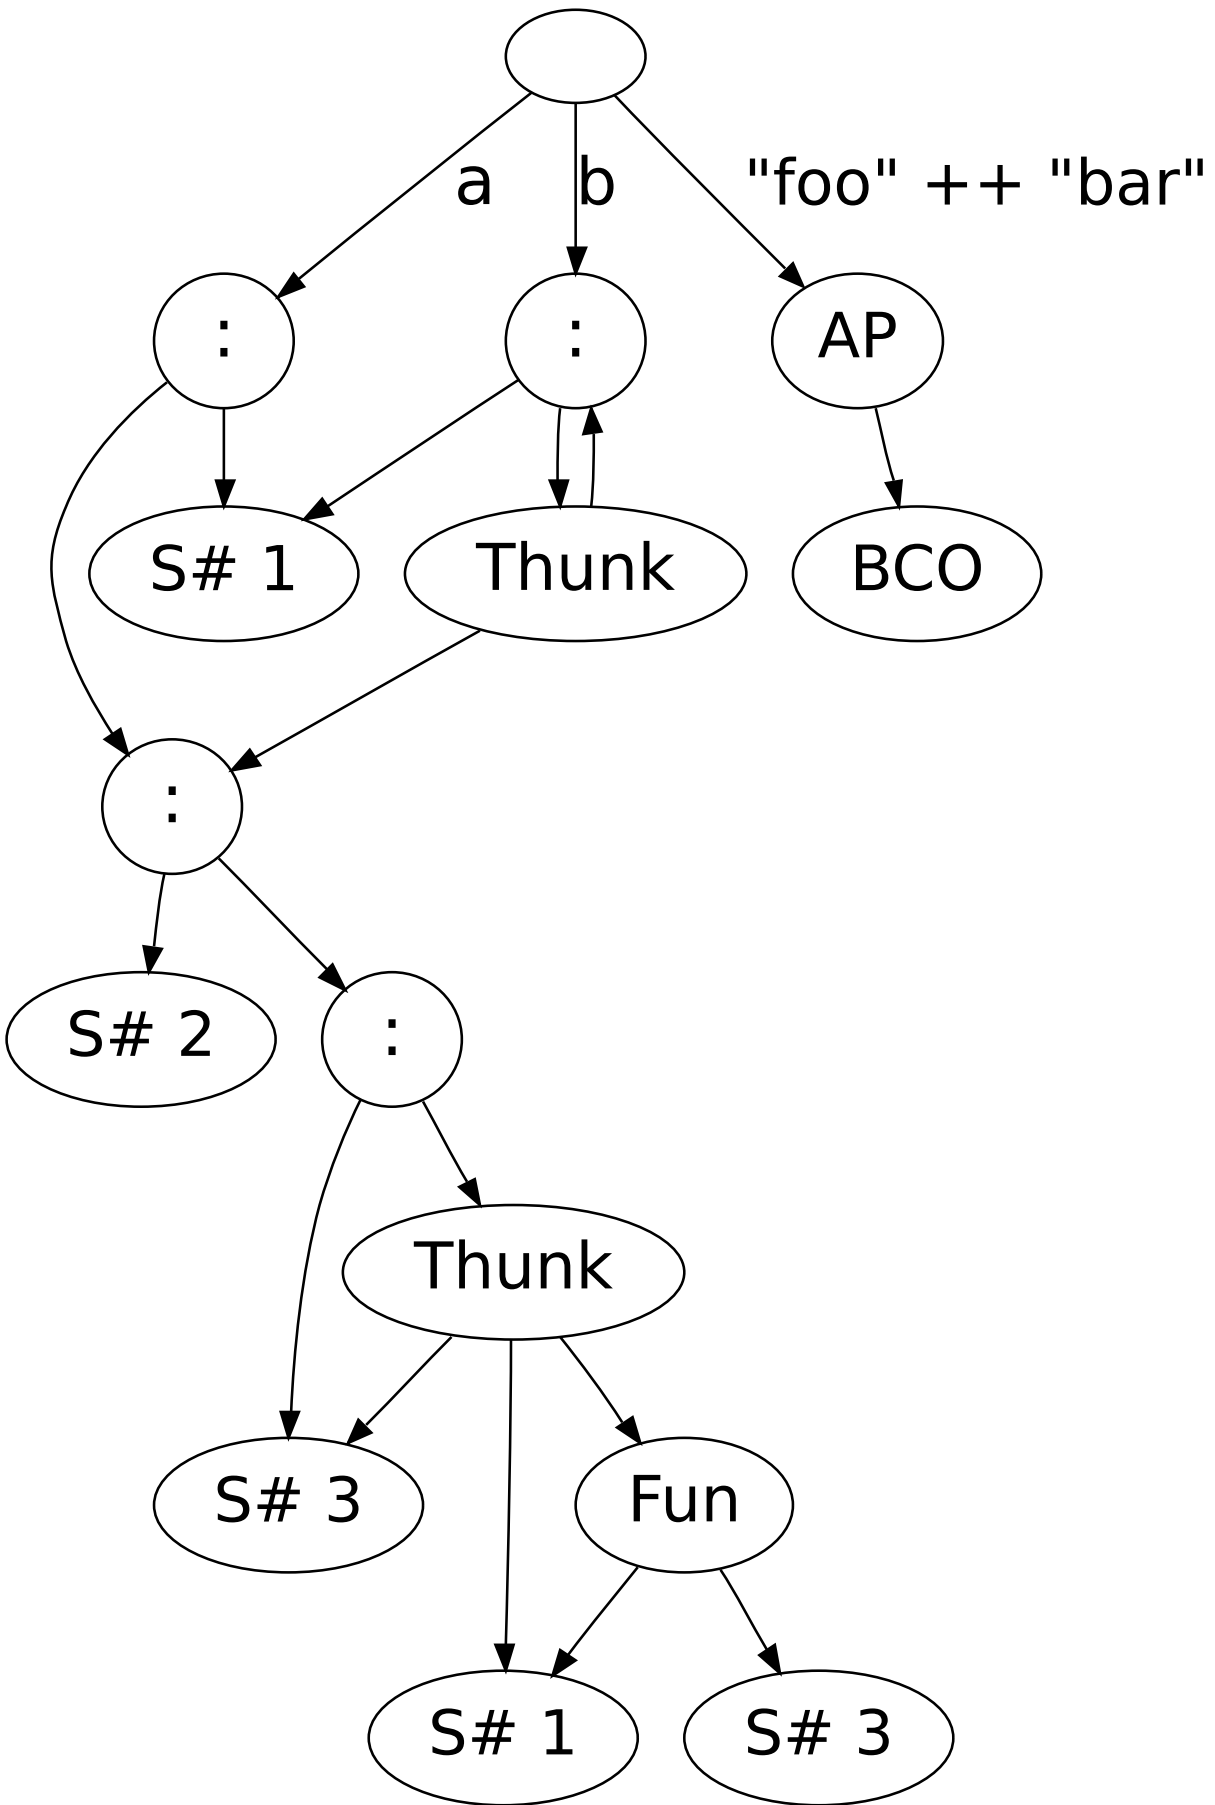 a
b
"foo" ++ "bar"
:
:
AP
S# 1
Thunk
BCO
:
S# 2
:
Thunk
S# 3
Fun
S# 1
S# 3